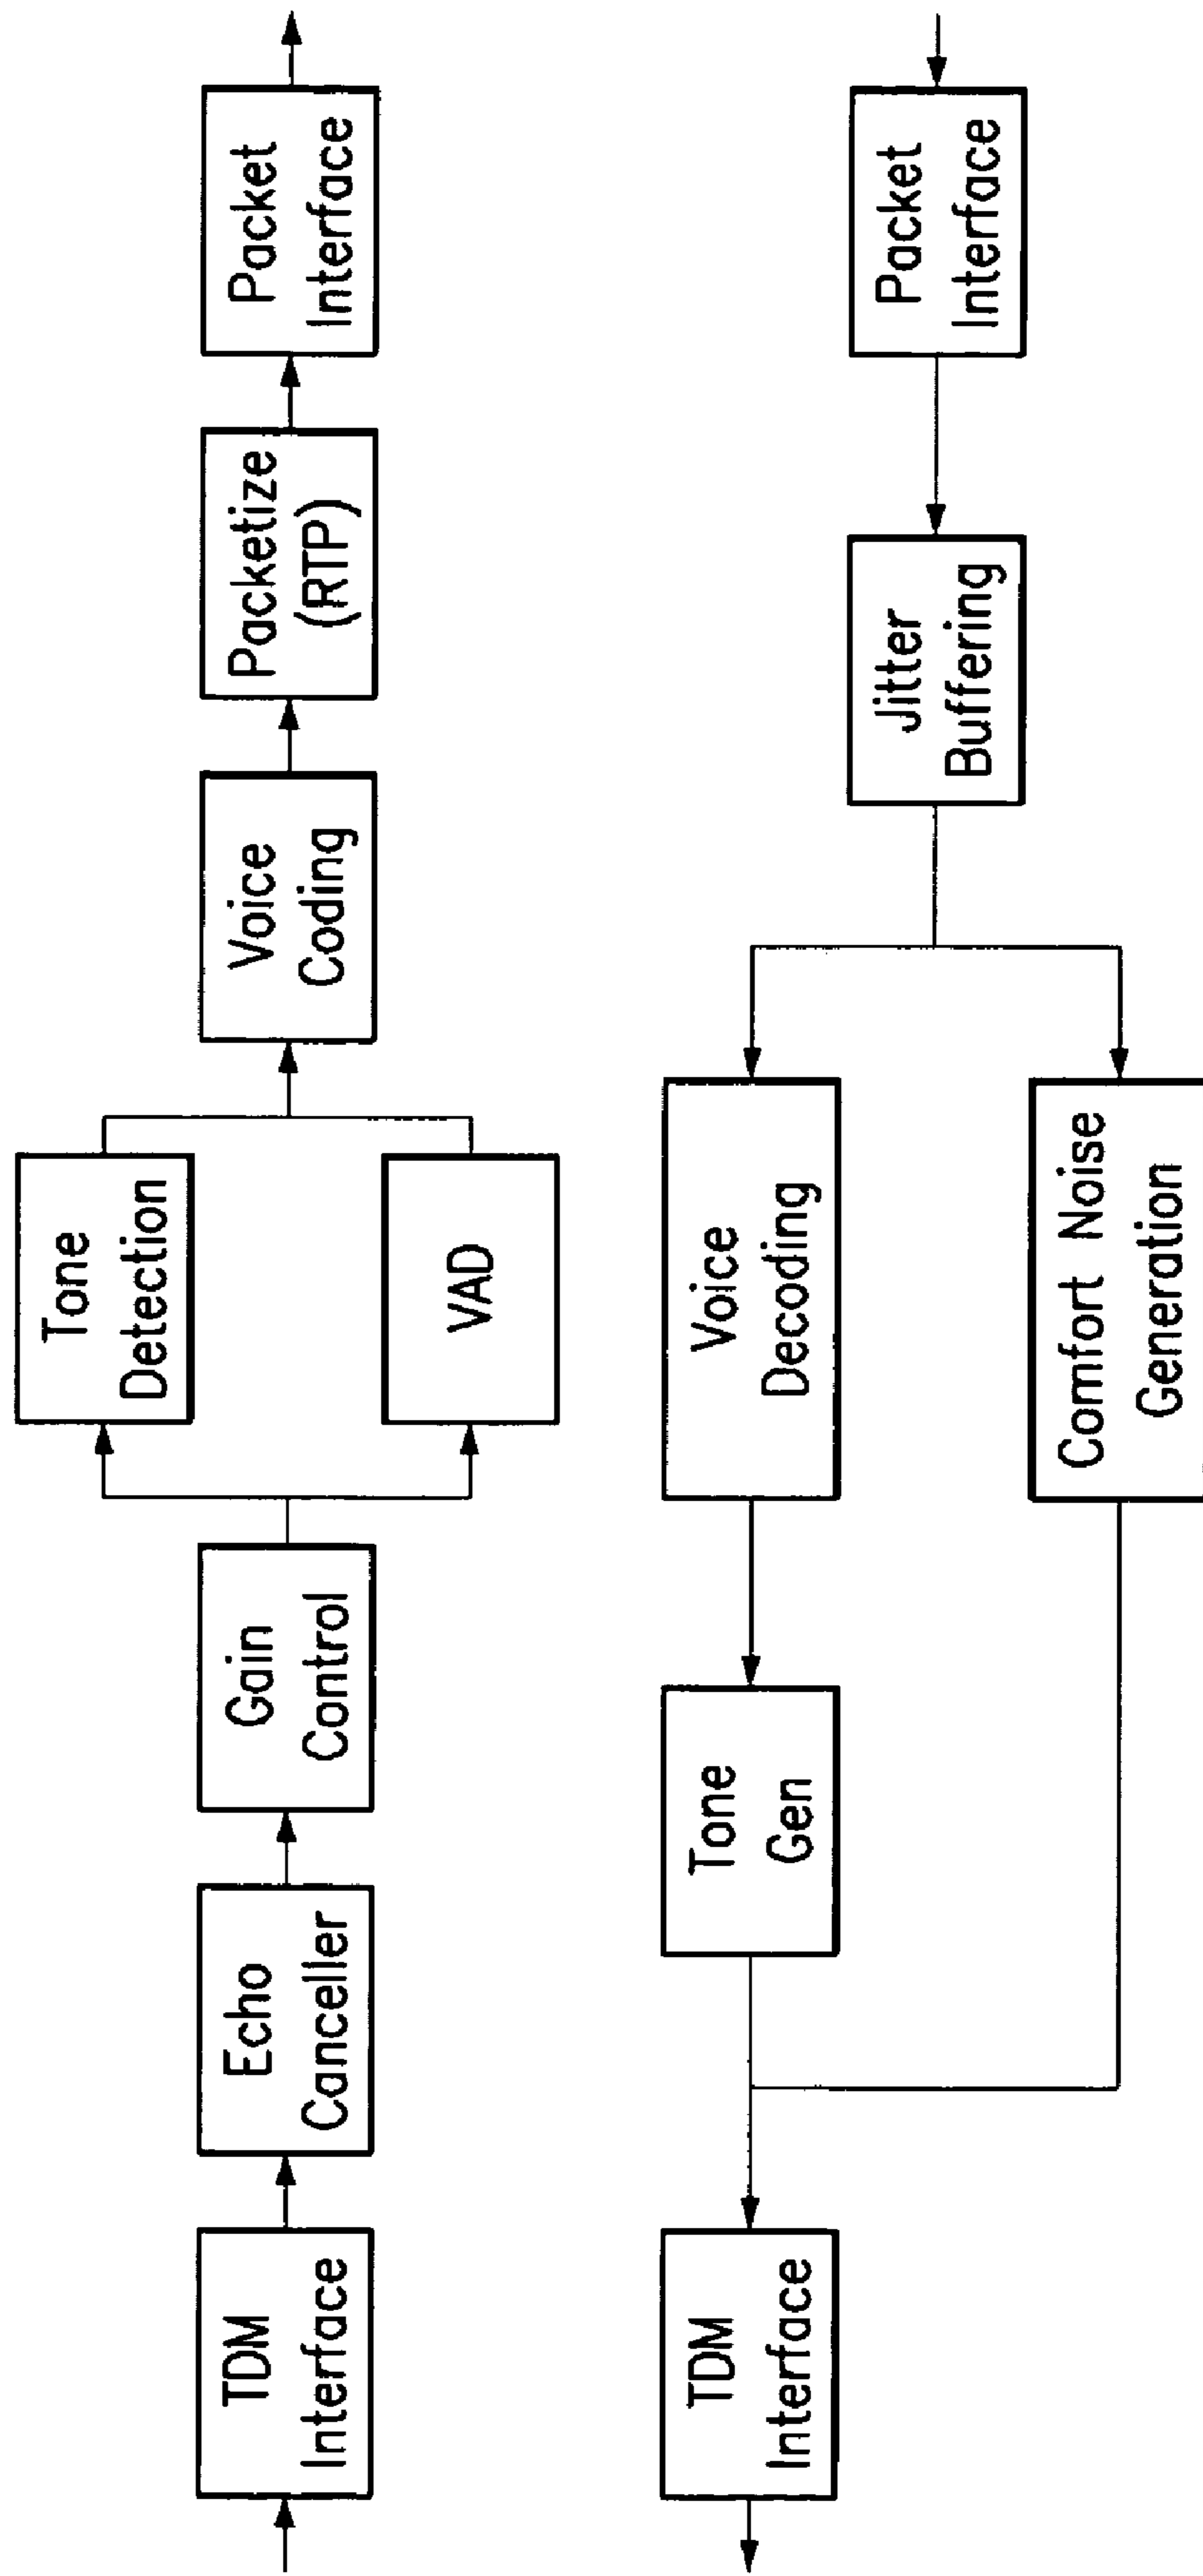 TDM
Interface
Echo
Canceller
Gain
Control
Tone
Detection
VAD
Voice
Coding
Packetize
(RTP)
Packet
Interface
TDM
Interface
Tone
Gen
Voice
Decoding
Comfort Noise
Generation
Jitter
Buffering
Packet
Interface